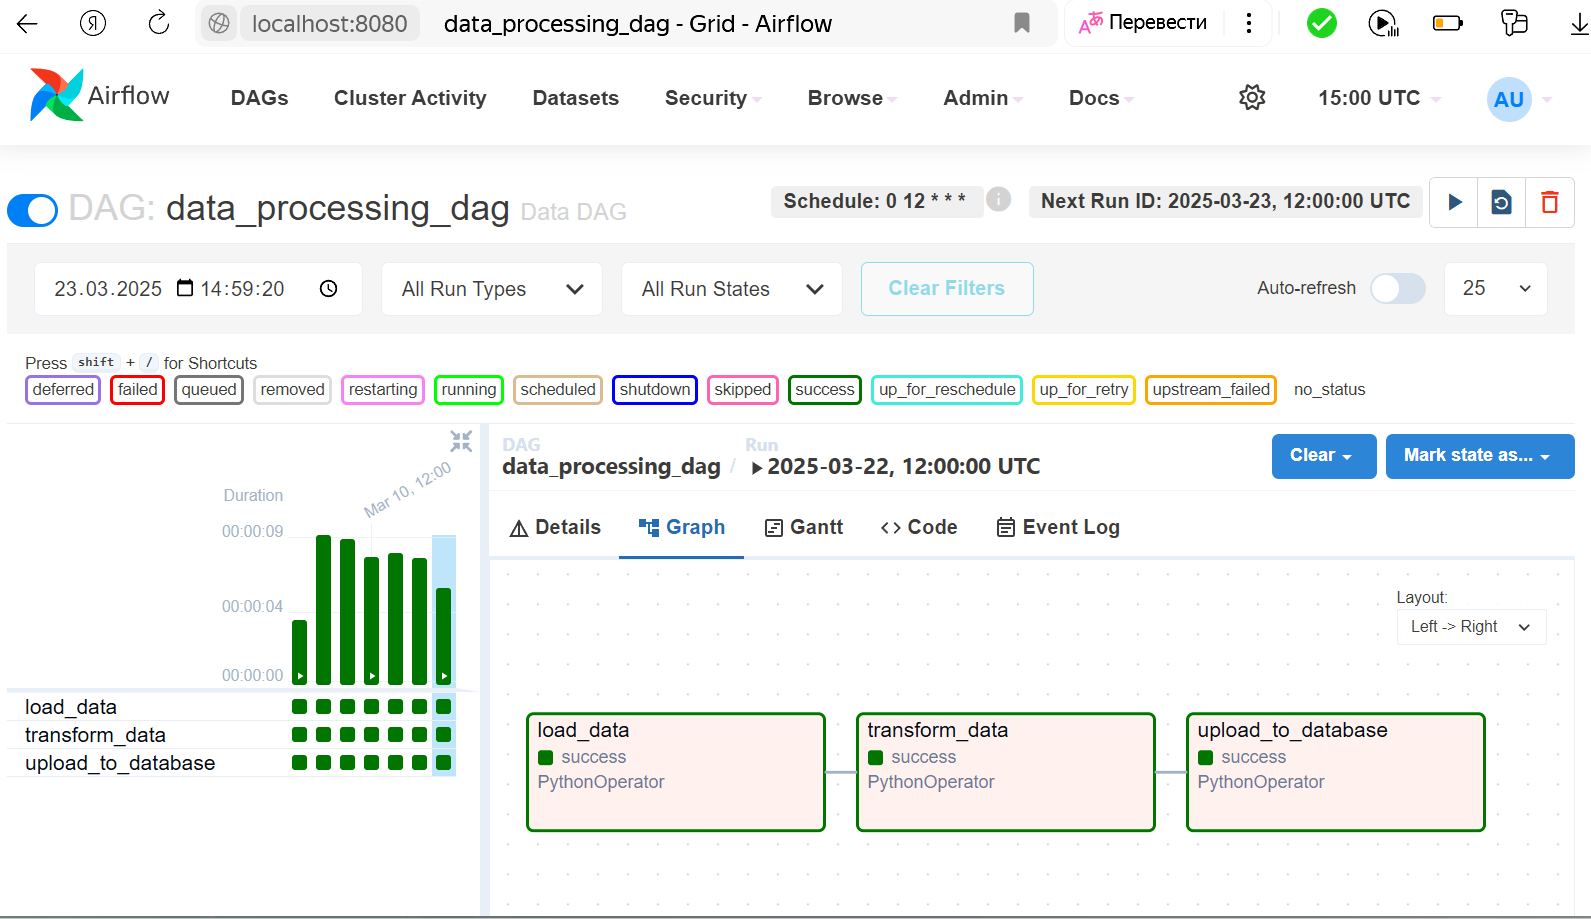 localhost:8080 data_processing_dag - Grid - Airflow Перевести
Airflow DAGs Cluster Activity Datasets Security Browse Admin Docs 15:00 UTC AU
DAG: data_processing_dag Data DAG Schedule: 0 12 * * * Next Run ID: 2025-03-23, 12:00:00 UTC
23.03.2025 14:59:20 All Run Types All Run States Clear Filters Auto-refresh 25
Press shift + / for Shortcuts
deferred failed queued removed restarting running scheduled shutdown skipped success up_for_reschedule up_for_retry upstream_failed no_status
DAG Run
data_processing_dag / 2025-03-22, 12:00:00 UTC
Clear Mark state as...
Details Graph Gantt Code Event Log
Mar 10, 12:00
Duration
00:00:09
00:00:04
00:00:00
load_data
transform_data
upload_to_database
Layout:
Left -> Right
load_data
success
PythonOperator
transform_data
success
PythonOperator
upload_to_database
success
PythonOperator